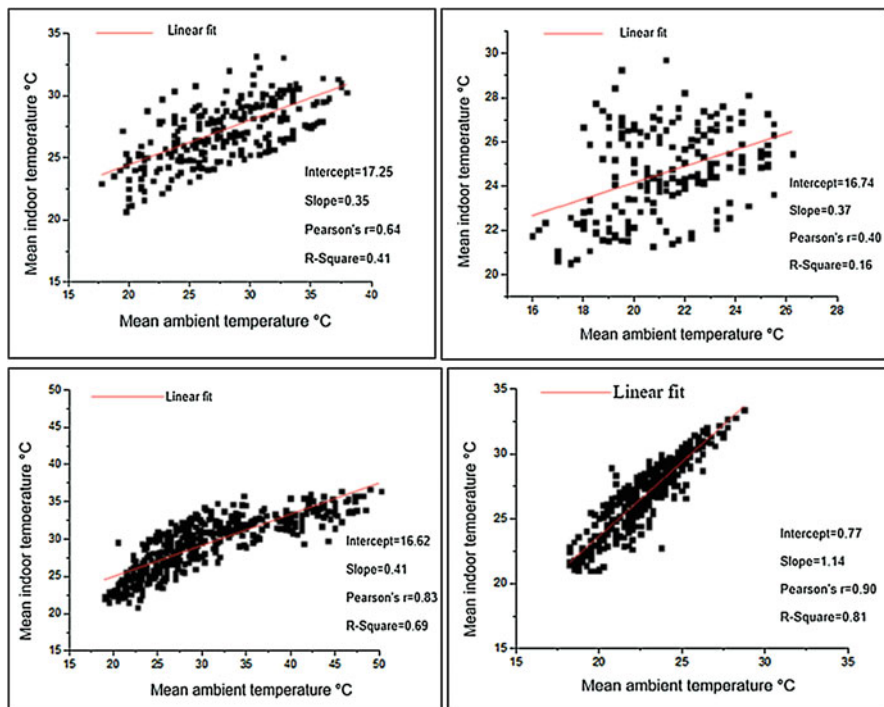 Linear fit
35
30
25
20
15
Mean indoor temoerature °C
Intercept=17.25
Slope=0.35
Pearson's r=0.64
R-Square=0.41
15 20 25 30 35 40
Mean ambient temperature °C
Linear fit
30
28
26
24
22
20
Mean indoor temoerature °C
Intercept=16.74
Slope=0.37
Pearson's r=0.40
R-Square=0.16
16 18 20 22 24 26 28
Mean ambient temperature °C
Linear fit
50
45
40
35
30
25
20
15
Mean indoor temoerature °C
Intercept=16.62
Slope=0.41
Pearson's r=0.83
R-Square=0.69
15 20 25 30 35 40 45 50
Mean ambient temperature °C
Linear fit
35
30
25
20
15
Mean indoor temoerature °C
Intercept=0.77
Slope=1.14
Pearson's r=0.90
R-Square=0.81
15 20 25 30 35
Mean ambient temperature °C